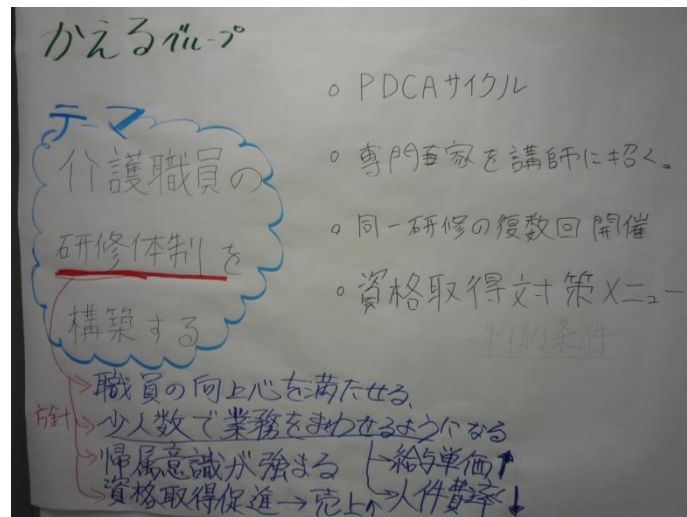 かえるグループ
テーマ
介護職員の
研修体制を
構築する
○ PDCAサイクル
○ 専門家を講師に招く。
○ 同一研修の復数回開催
○ 資格取得対策メニュー
制約条件
方針
→職員の向上心を満たせる、
→少人数で業務をまわせるようになる
→帰属意識が強まる →給与単価↑
→資格取得促進→売上↑ →人件費率↓